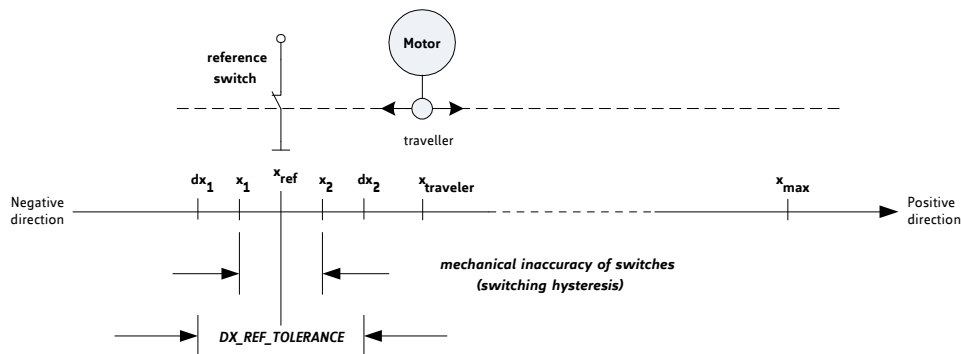 Motor
reference
switch
traveller
dx1
x1
xref
x2
dx2
xtraveler
xmax
Negative
direction
Positive
direction
mechanical inaccuracy of switches
(switching hysteresis)
DX_REF_TOLERANCE